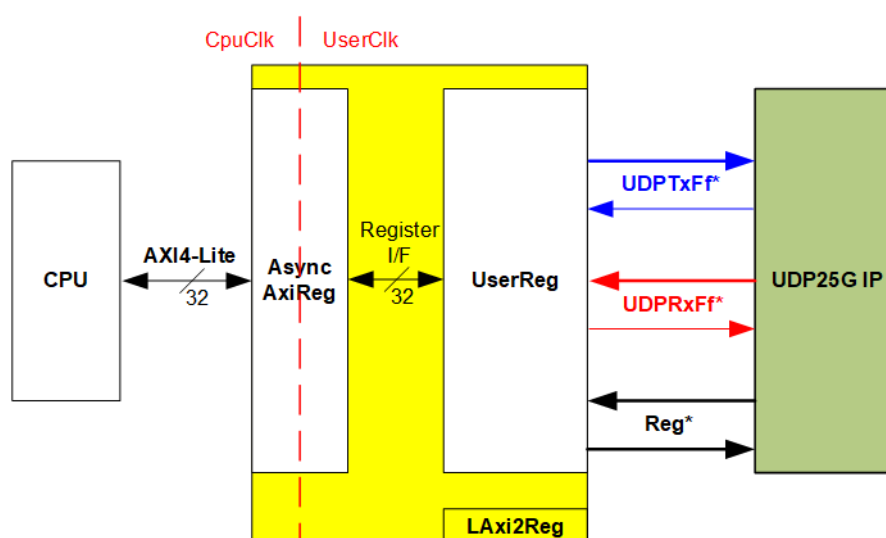 CpuClk
UserClk
CPU
AXI4-Lite
32
Async
AxiReg
Register
I/F
32
UserReg
UDPTxFf*
UDPRxFf*
Reg*
UDP25G IP
LAxi2Reg